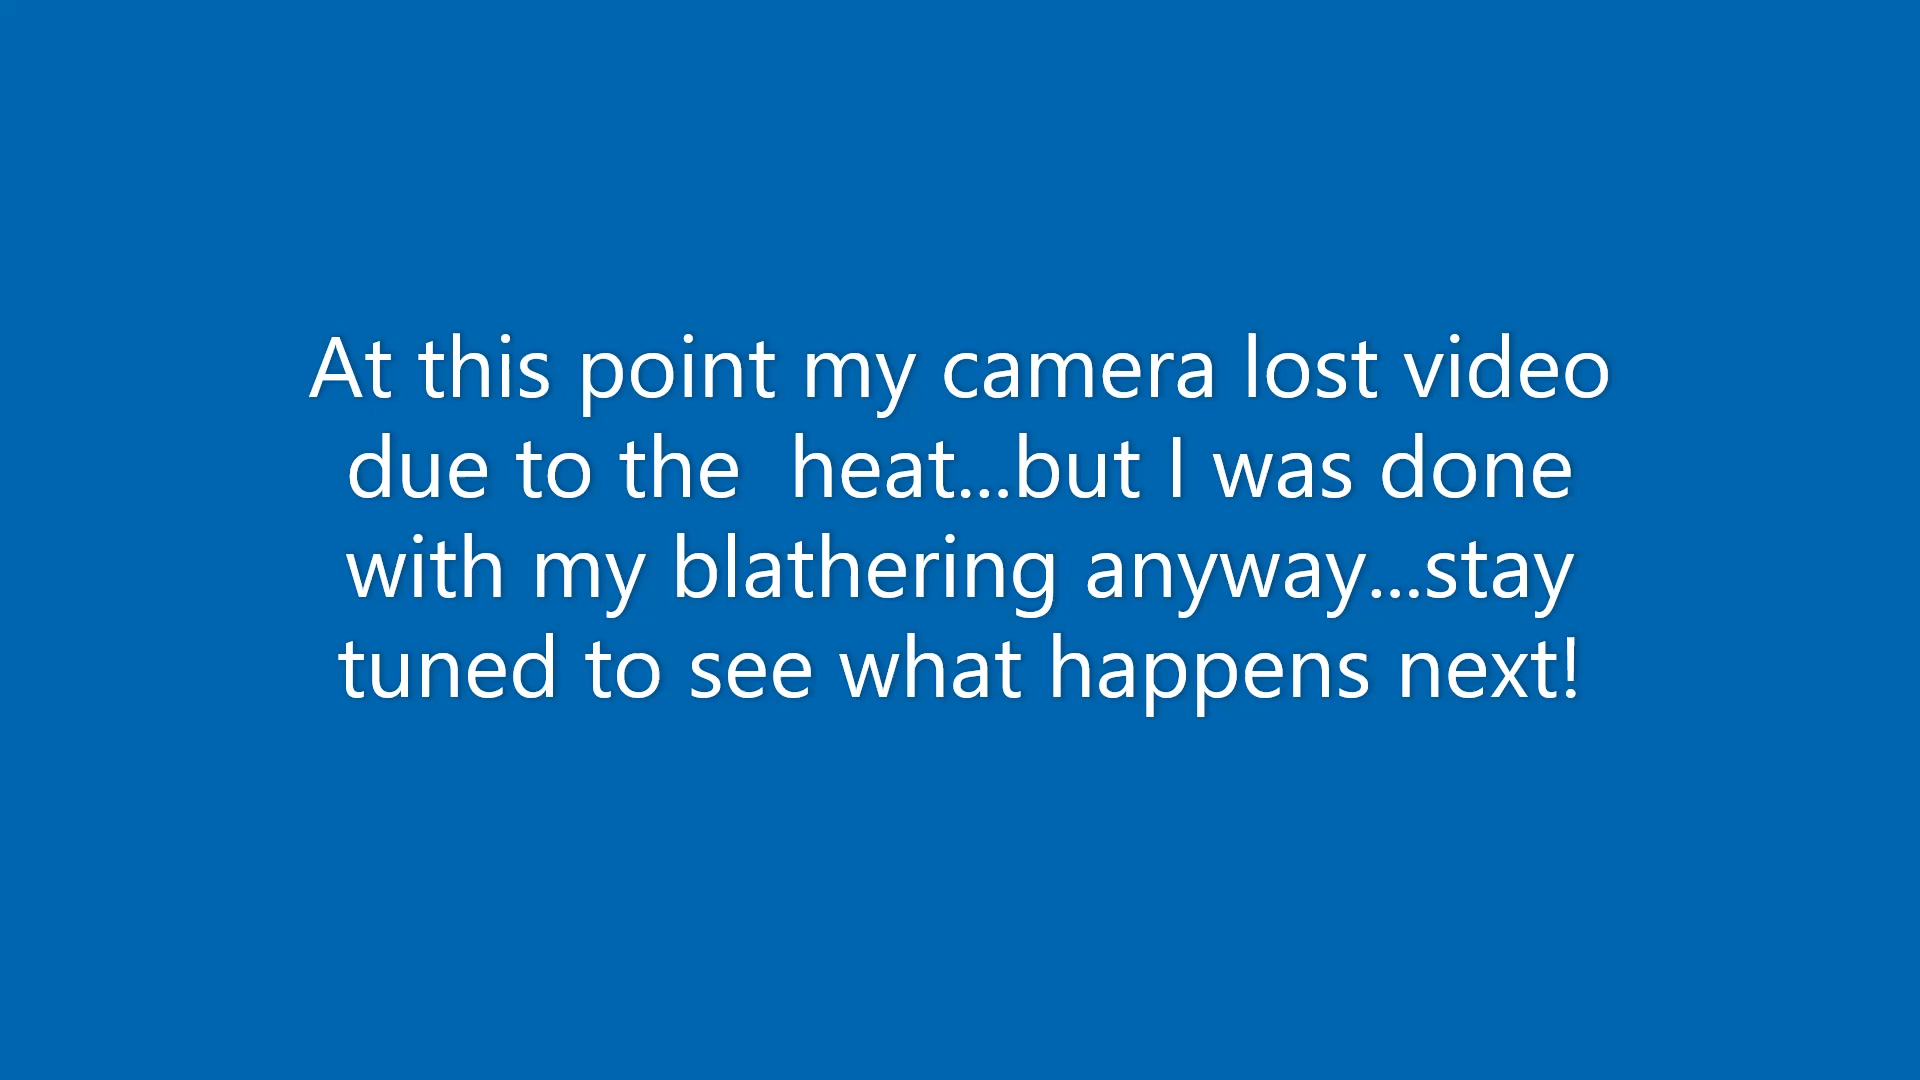 At this point my camera lost video
due to the  heat...but I was done
with my blathering anyway...stay
tuned to see what happens next!